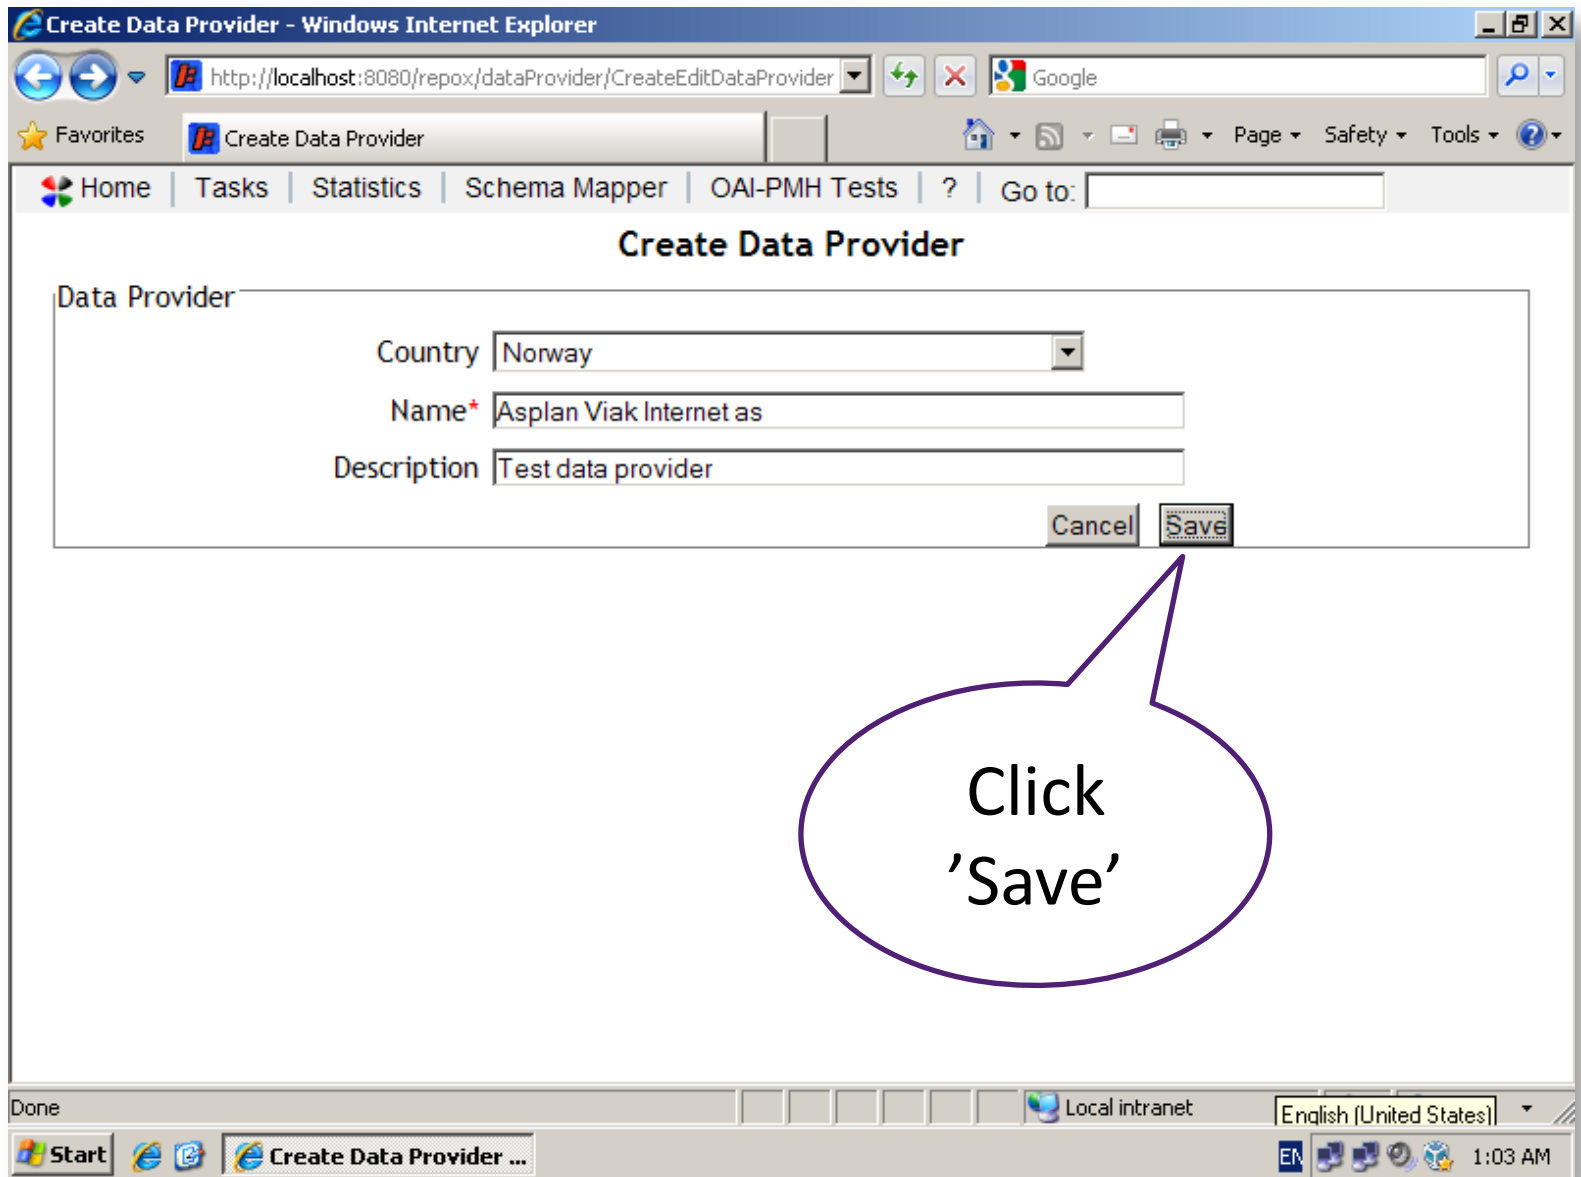 Create Data Provider - Windows Internet Explorer
http://localhost:8080/repox/dataProvider/CreateEditDataProvider
Google
Favorites
Create Data Provider
Page
Safety
Tools
Home | Tasks | Statistics | Schema Mapper | OAI-PMH Tests | ? | Go to:
Create Data Provider
Data Provider
Country Norway
Name* Asplan Viak Internet as
Description Test data provider
Cancel Save
Click
’Save’
Done
Local intranet
English (United States)
Start
Create Data Provider ...
EN
1:03 AM